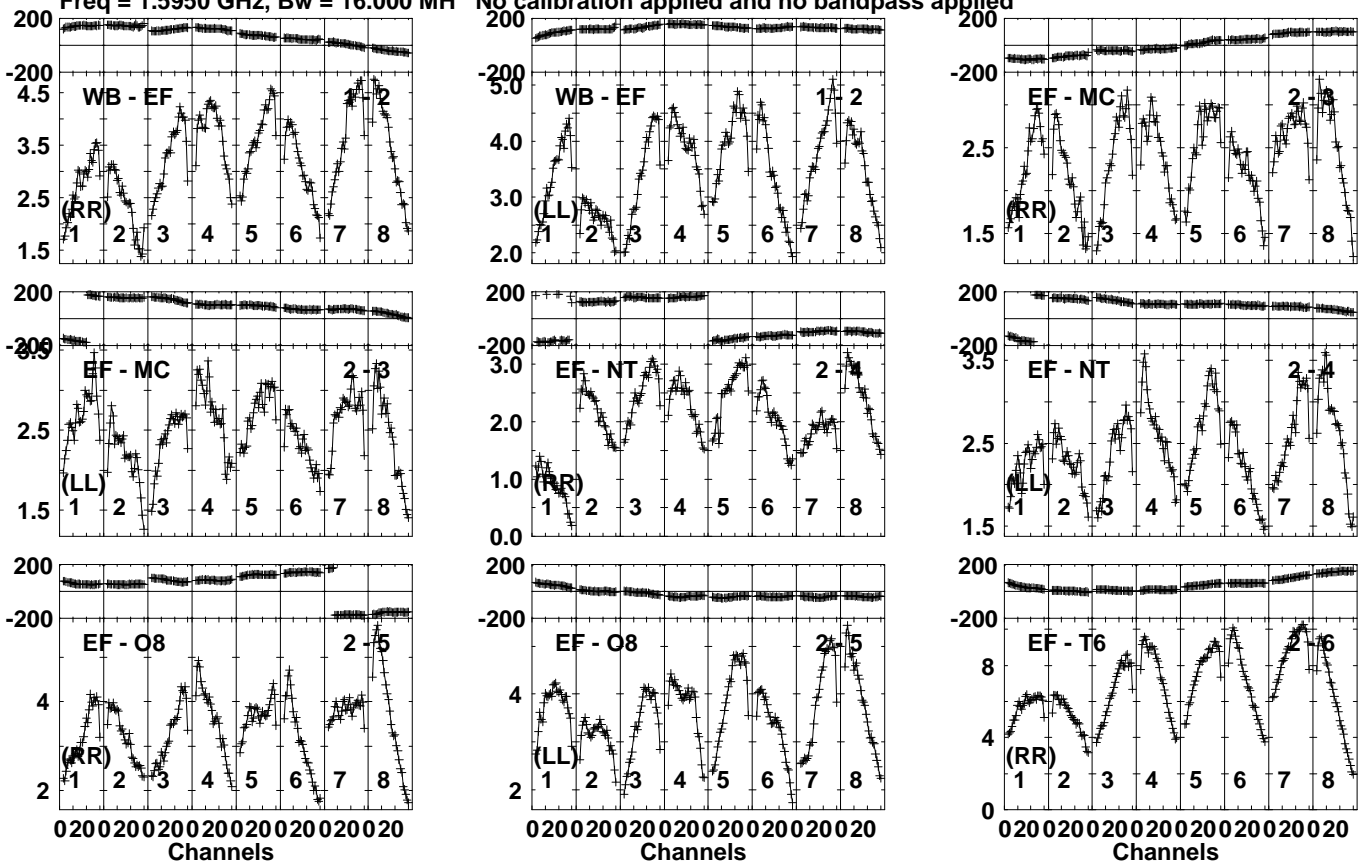 Freq = 1.5950 GHz, Bw = 16.000 MH No calibration applied and no bandpass applied
200 200 200
-200 -200 -200
4.5 WB - EF 1 - 2 5.0 WB - EF 1 - 2 EF - MC 2 - 3
3.5 4.0 2.5
2.5 3.0
(RR) (LL) (RR)
1 2 3 4 5 6 7 8 1 2 3 4 5 6 7 8 1 2 3 4 5 6 7 8
1.5 2.0 1.5
200 200 200
-200 -200 -200
3.5 EF - MC 2 - 3 3.0 EF - NT 2 - 4 3.5 EF - NT 2 - 4
2.5 2.0 2.5
(LL) 1.0 (RR) (LL)
1 2 3 4 5 6 7 8 1 2 3 4 5 6 7 8 1 2 3 4 5 6 7 8
1.5 0.0 1.5
200 200 200
-200 -200 -200
EF - O8 2 - 5 EF - O8 2 - 5 EF - T6 2 - 6
4 4 8
4
(RR) (LL) (RR)
1 2 3 4 5 6 7 8 1 2 3 4 5 6 7 8 1 2 3 4 5 6 7 8
2 2 0
0 20 0 20 0 20 0 20 0 20 0 20 0 20 0 20 0 20 0 20 0 20 0 20 0 20 0 20 0 20 0 20 0 20 0 20 0 20 0 20 0 20 0 20 0 20 0 20
Channels Channels Channels